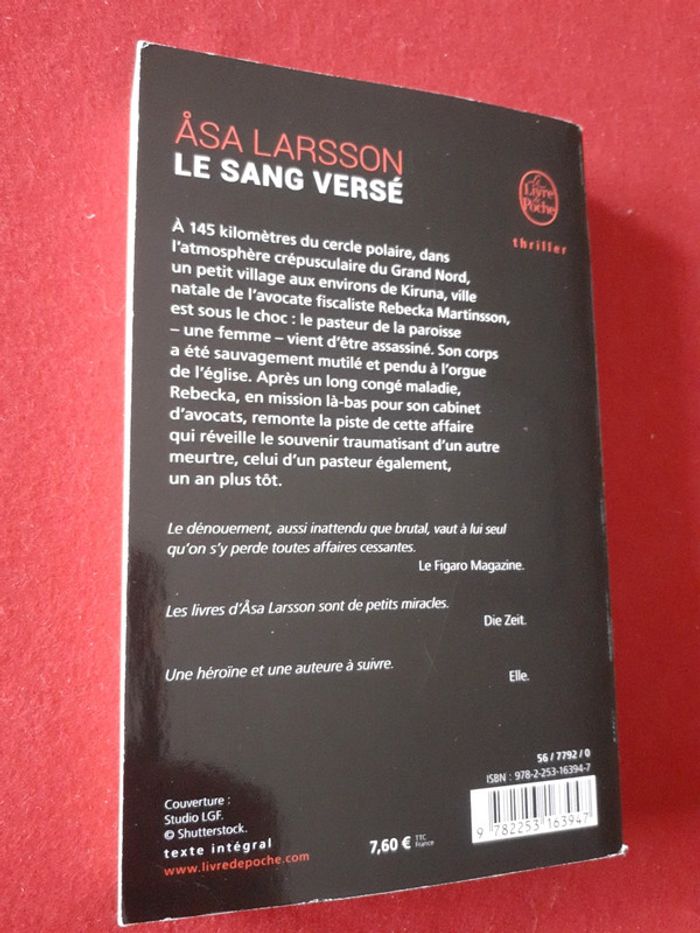 ÅSA LARSSON
LE SANG VERSÉ
Le
Livre
de
Poche
thriller
À 145 kilomètres du cercle polaire, dans
l'atmosphère crépusculaire du Grand Nord,
un petit village aux environs de Kiruna, ville
natale de l'avocate fiscaliste Rebecka Martinsson,
est sous le choc : le pasteur de la paroisse
– une femme – vient d'être assassiné. Son corps
a été sauvagement mutilé et pendu à l'orgue
de l'église. Après un long congé maladie,
Rebecka, en mission là-bas pour son cabinet
d'avocats, remonte la piste de cette affaire
qui réveille le souvenir traumatisant d'un autre
meurtre, celui d'un pasteur également,
un an plus tôt.
Le dénouement, aussi inattendu que brutal, vaut à lui seul
qu'on s'y perde toutes affaires cessantes.
Le Figaro Magazine.
Les livres d'Åsa Larsson sont de petits miracles.
Die Zeit.
Une héroïne et une auteure à suivre.
Elle.
56 / 7792 / 0
ISBN : 978-2-253-16394-7
9 782253 163947
Couverture :
Studio LGF.
© Shutterstock.
texte intégral
www.livredepoche.com
7,60 € TTC
France